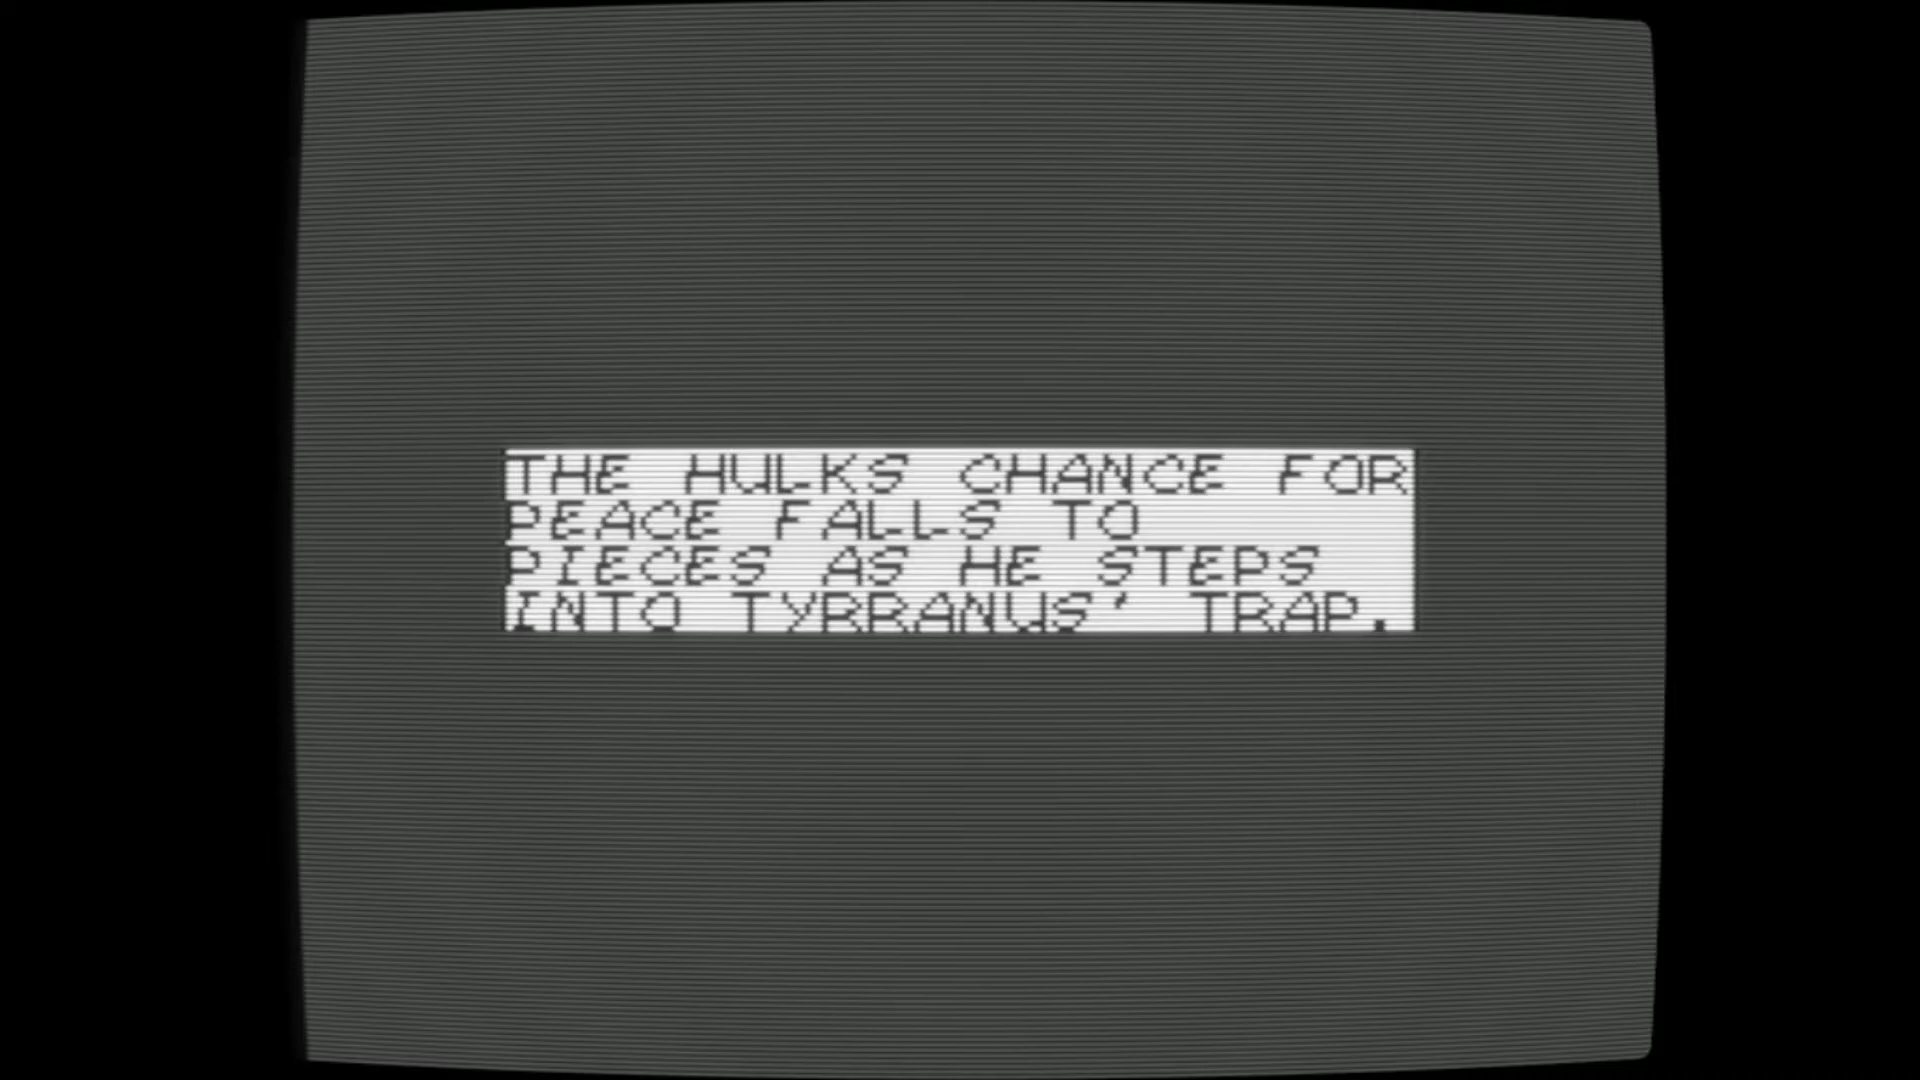 THE HULKS CHANCE FOR
PEACE FALLS TO
PIECES AS HE STEPS
INTO TYRRANUS' TRAP.